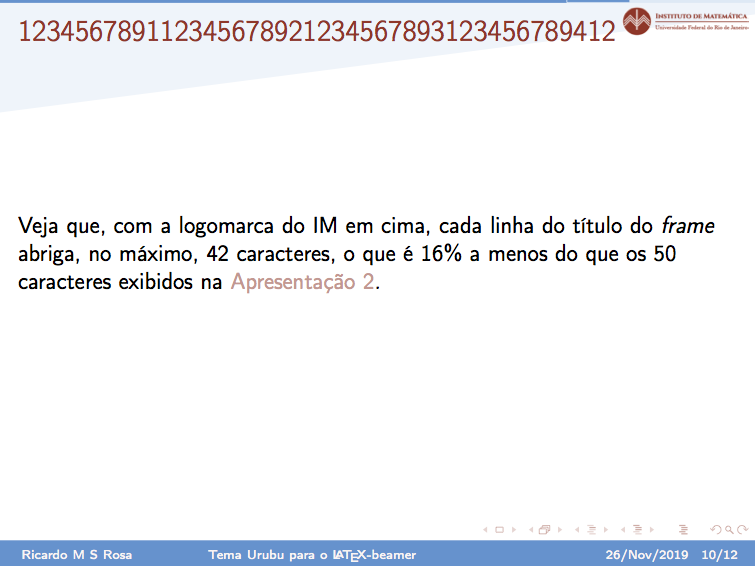 123456789112345678921234567893123456789412
INSTITUTO DE MATEMÁTICA
Universidade Federal do Rio de Janeiro
Veja que, com a logomarca do IM em cima, cada linha do título do frame
abriga, no máximo, 42 caracteres, o que é 16% a menos do que os 50
caracteres exibidos na Apresentação 2.
Ricardo M S Rosa Tema Urubu para o LATEX-beamer 26/Nov/2019 10/12